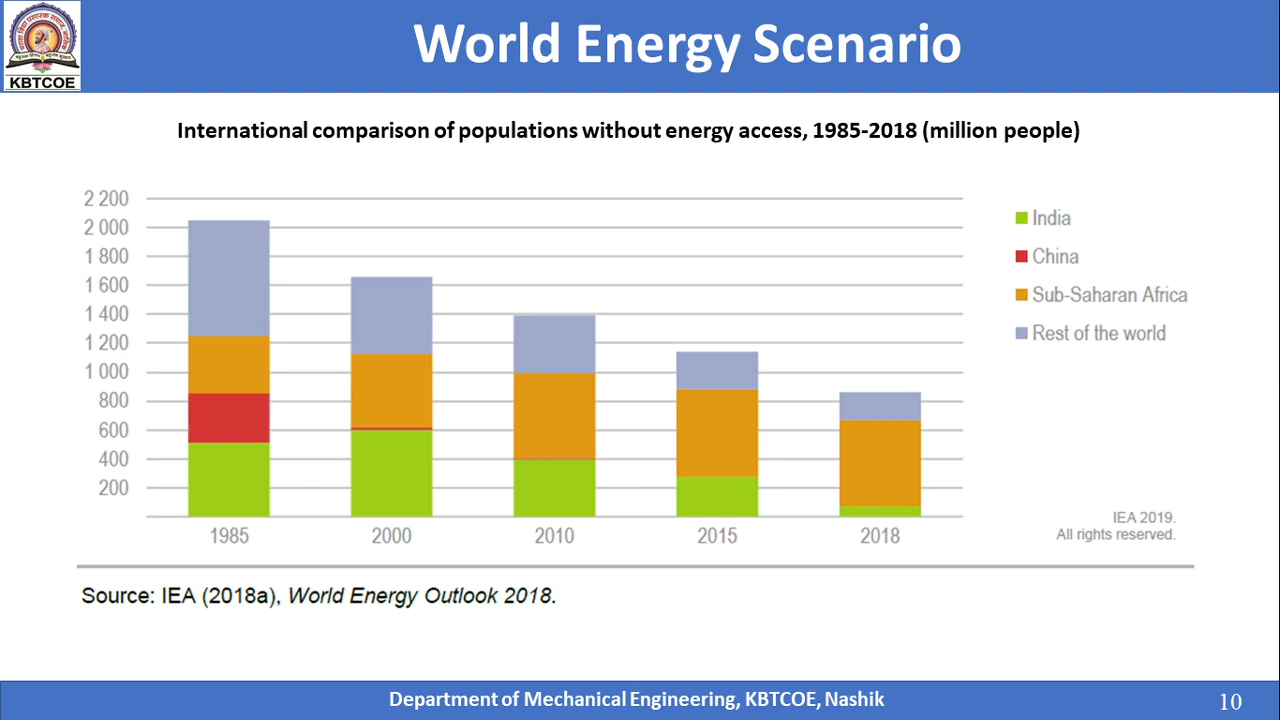 KBTCOE
World Energy Scenario
International comparison of populations without energy access, 1985-2018 (million people)
2 200
2 000
1 800
1 600
1 400
1 200
1 000
800
600
400
200
1985
2000
2010
2015
2018
India
China
Sub-Saharan Africa
Rest of the world
IEA 2019.
All rights reserved.
Source: IEA (2018a), World Energy Outlook 2018.
Department of Mechanical Engineering, KBTCOE, Nashik
10